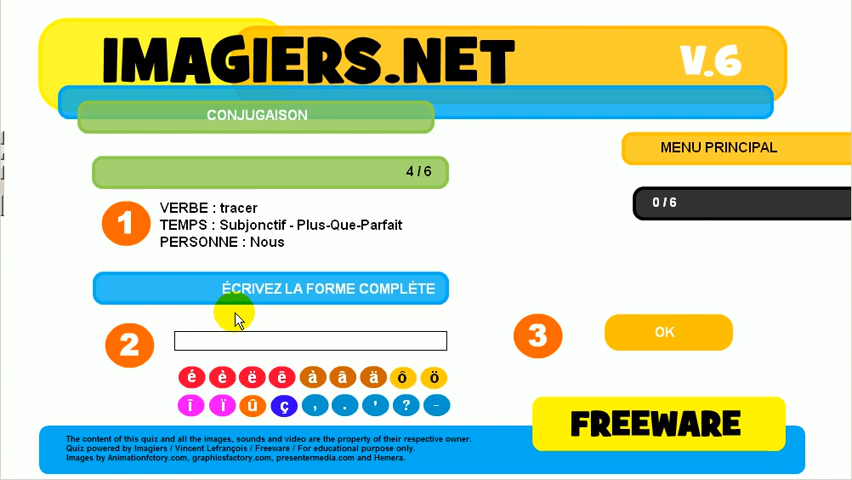 IMAGIERS.NET
V.6
CONJUGAISON
MENU PRINCIPAL
4 / 6
0 / 6
1
VERBE : tracer
TEMPS : Subjonctif - Plus-Que-Parfait
PERSONNE : Nous
ÉCRIVEZ LA FORME COMPLÈTE
2
3
OK
é è ë ê à â ä ô ö
î ï û ç , . ' ? -
FREEWARE
The content of this quiz and all the images, sounds and video are the property of their respective owner.
Quiz powered by Imagiers / Vincent Lefrançois / Freeware / For educational purpose only.
Images by Animationfctory.com, graphicsfactory.com, presentermedia.com and Hemera.